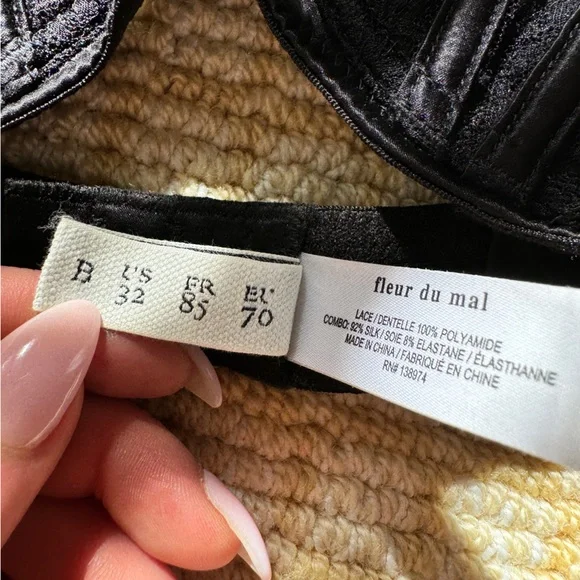 B US FR EU
32 85 70
fleur du mal
LACE / DENTELLE 100% POLYAMIDE
COMBO: 92% SILK / SOIE 8% ELASTANE / ÉLASTHANNE
MADE IN CHINA / FABRIQUÉ EN CHINE
RN# 138974